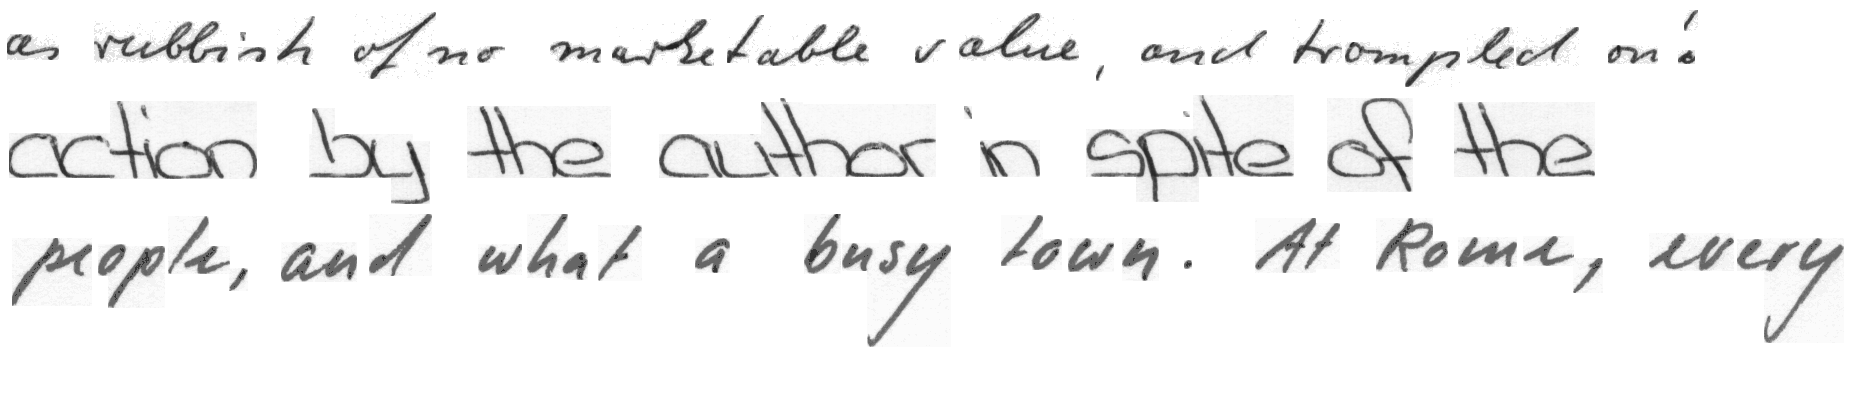 as rubbish of no marketable value, and trompled on!
action by the author in spite of the
people, and what a busy town. At Rome, every